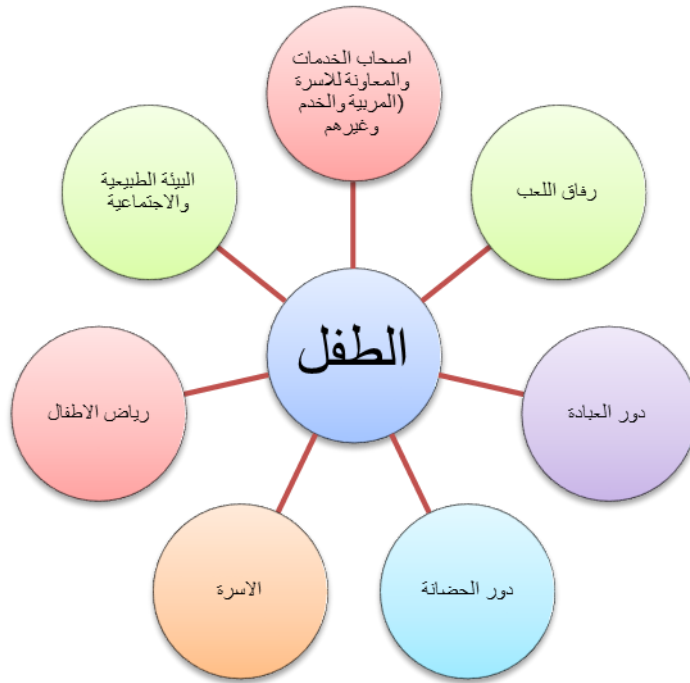 اصحاب الخدمات
والمعاونة للاسرة
(المربية والخدم
وغيرهم
رفاق اللعب
البيئة الطبيعية
والاجتماعية
الطفل
دور العبادة
رياض الاطفال
دور الحضانة
الاسرة